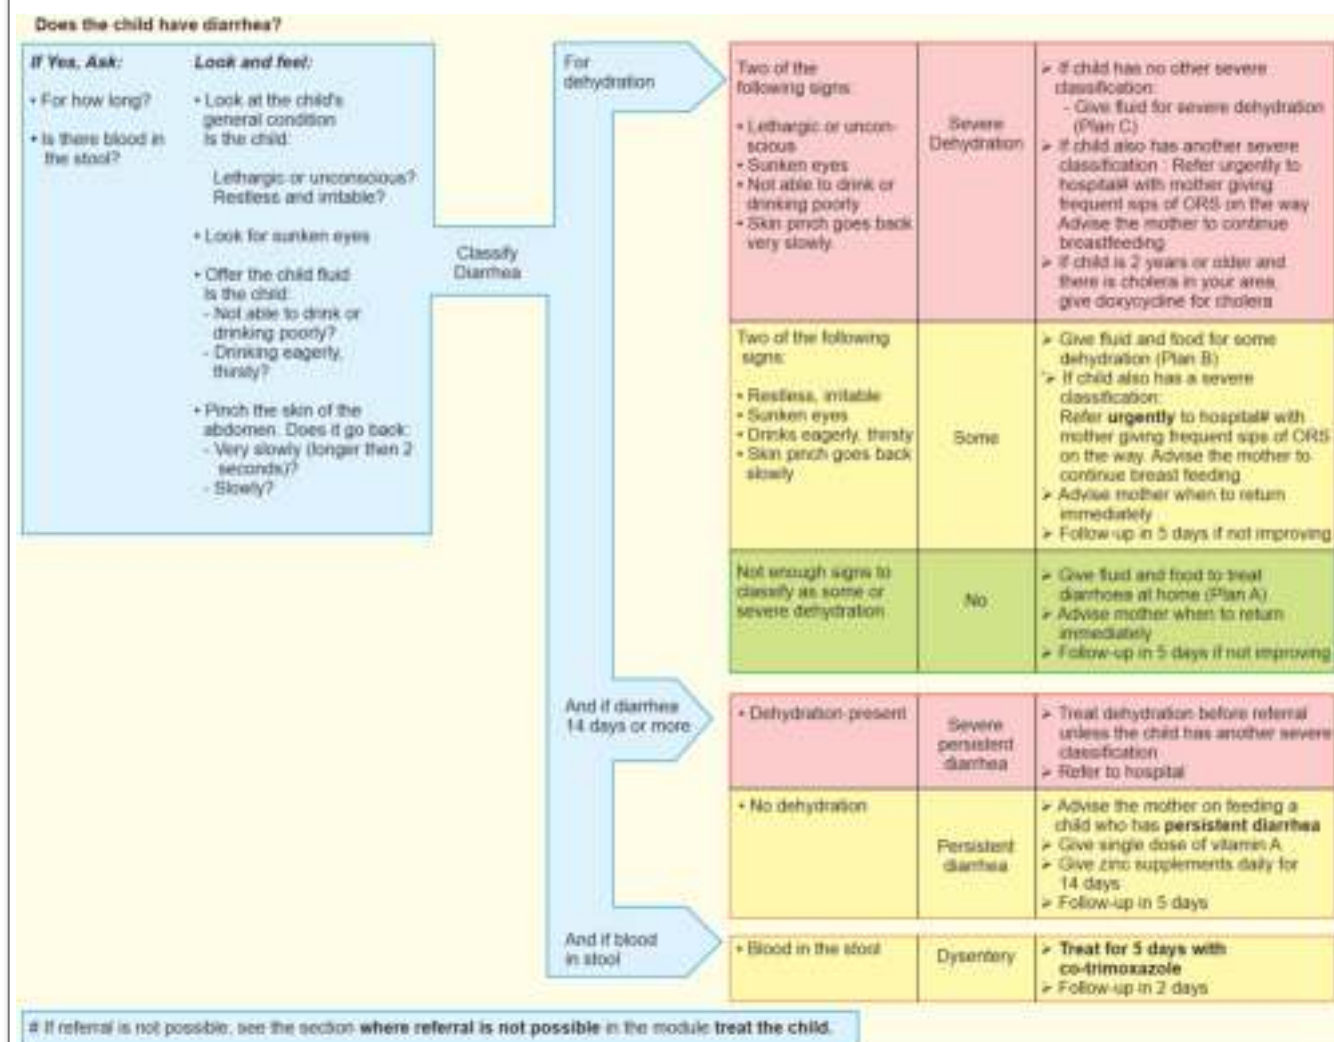 Does the child have diarrhea?
If Yes, Ask:
• For how long?
• Is there blood in
the stool?
Look and feel:
• Look at the child's
general condition
Is the child:
Lethargic or unconscious?
Restless and irritable?
• Look for sunken eyes
• Offer the child fluid
Is the child:
- Not able to drink or
drinking poorly?
- Drinking eagerly,
thirsty?
• Pinch the skin of the
abdomen. Does it go back:
- Very slowly (longer then 2
seconds)?
- Slowly?
Classify
Diarrhea
For
dehydration
Two of the
following signs:
• Lethargic or uncon-
scious
• Sunken eyes
• Not able to drink or
drinking poorly
• Skin pinch goes back
very slowly
Severe
Dehydration
➢ If child has no other severe
classification:
- Give fluid for severe dehydration
(Plan C)
➢ If child also has another severe
classification : Refer urgently to
hospital# with mother giving
frequent sips of ORS on the way
Advise the mother to continue
breastfeeding
➢ If child is 2 years or older and
there is cholera in your area,
give doxycycline for cholera
Two of the following
signs:
• Restless, irritable
• Sunken eyes
• Drinks eagerly, thirsty
• Skin pinch goes back
slowly
Some
➢ Give fluid and food for some
dehydration (Plan B)
➢ If child also has a severe
classification:
Refer urgently to hospital# with
mother giving frequent sips of ORS
on the way. Advise the mother to
continue breast feeding
➢ Advise mother when to return
immediately
➢ Follow-up in 5 days if not improving
Not enough signs to
classify as some or
severe dehydration
No
➢ Give fluid and food to treat
diarrhoea at home (Plan A)
➢ Advise mother when to return
immediately
➢ Follow-up in 5 days if not improving
And if diarrhea
14 days or more
• Dehydration present
Severe
persistent
diarrhea
➢ Treat dehydration before referral
unless the child has another severe
classification
➢ Refer to hospital
• No dehydration
Persistent
diarrhea
➢ Advise the mother on feeding a
child who has persistent diarrhea
➢ Give single dose of vitamin A
➢ Give zinc supplements daily for
14 days
➢ Follow-up in 5 days
And if blood
in stool
• Blood in the stool
Dysentery
➢ Treat for 5 days with
co-trimoxazole
➢ Follow-up in 2 days
# If referral is not possible, see the section where referral is not possible in the module treat the child.